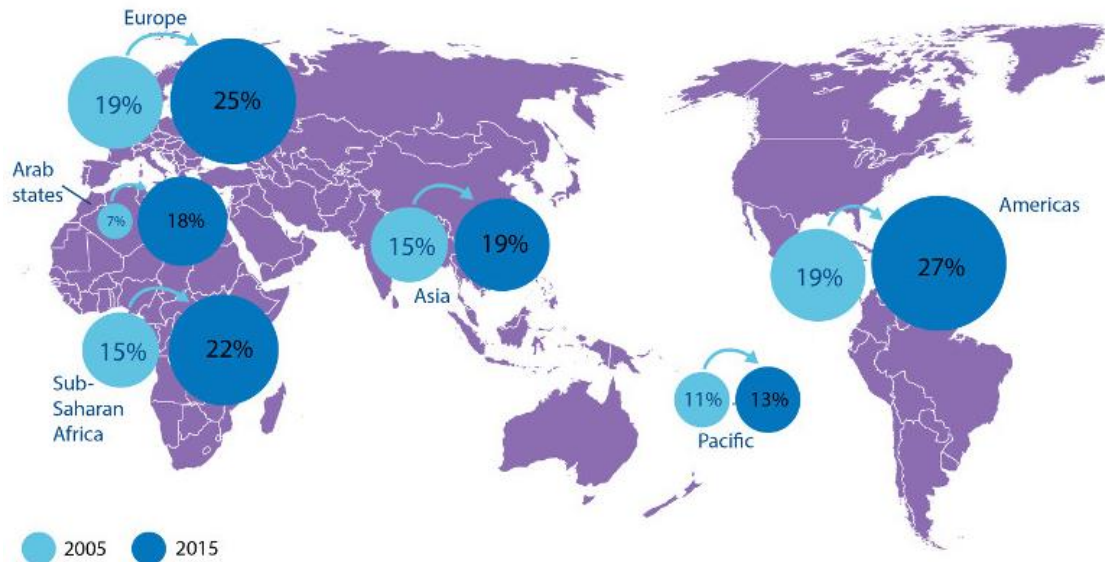 Europe
19%
25%
Arab
states
7%
18%
15%
19%
Asia
Americas
19%
27%
15%
22%
Sub-
Saharan
Africa
11%
13%
Pacific
2005
2015